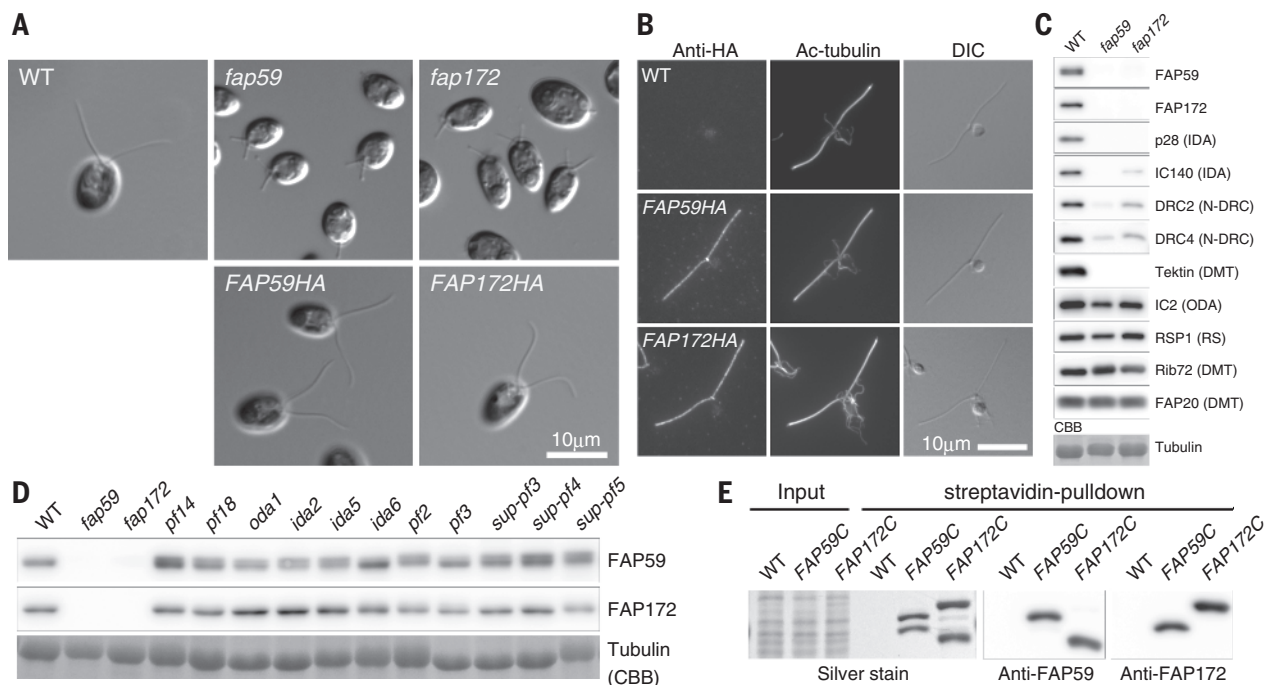 A
WT
fap59
fap172
FAP59HA
FAP172HA
10μm
B
Anti-HA Ac-tubulin DIC
WT
FAP59HA
FAP172HA
10μm
C
WT fap59 fap172
FAP59
FAP172
p28 (IDA)
IC140 (IDA)
DRC2 (N-DRC)
DRC4 (N-DRC)
Tektin (DMT)
IC2 (ODA)
RSP1 (RS)
Rib72 (DMT)
FAP20 (DMT)
CBB
Tubulin
D
WT fap59 fap172 pf14 pf18 oda1 ida2 ida5 ida6 pf2 pf3 sup-pf3 sup-pf4 sup-pf5
FAP59
FAP172
Tubulin
(CBB)
E
Input streptavidin-pulldown
WT FAP59C FAP172C WT FAP59C FAP172C WT FAP59C FAP172C WT FAP59C FAP172C
Silver stain Anti-FAP59 Anti-FAP172